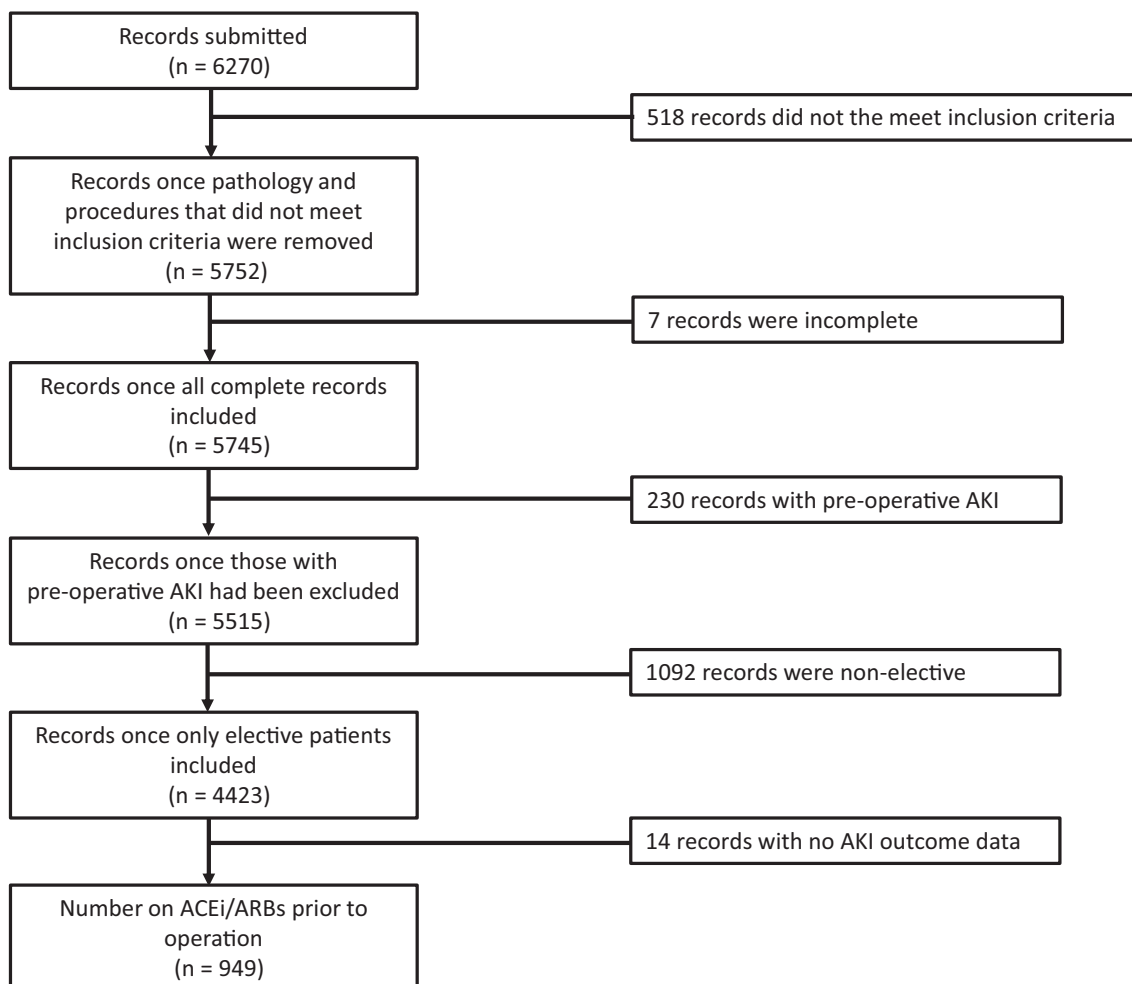 Records submitted
(n = 6270)
518 records did not the meet inclusion criteria
Records once pathology and
procedures that did not meet
inclusion criteria were removed
(n = 5752)
7 records were incomplete
Records once all complete records
included
(n = 5745)
230 records with pre-operative AKI
Records once those with
pre-operative AKI had been excluded
(n = 5515)
1092 records were non-elective
Records once only elective patients
included
(n = 4423)
14 records with no AKI outcome data
Number on ACEi/ARBs prior to
operation
(n = 949)